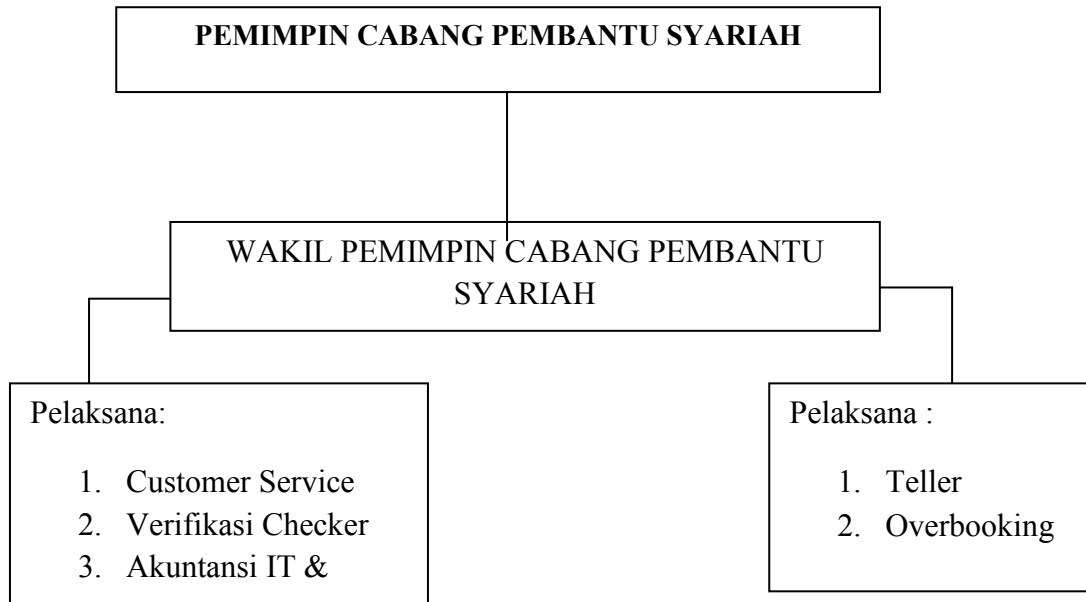 PEMIMPIN CABANG PEMBANTU SYARIAH
WAKIL PEMIMPIN CABANG PEMBANTU
SYARIAH
Pelaksana:
1. Customer Service
2. Verifikasi Checker
3. Akuntansi IT &
Pelaksana :
1. Teller
2. Overbooking